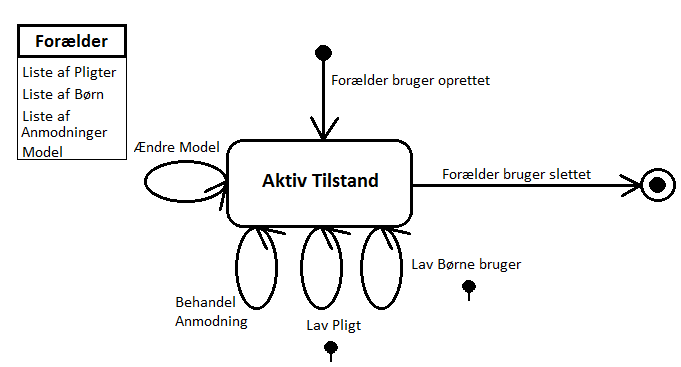 Forælder
Liste af Pligter
Liste af Børn
Liste af
Anmodninger
Model
Forælder bruger oprettet
Ændre Model
Aktiv Tilstand
Forælder bruger slettet
Lav Børne bruger
Behandel
Anmodning
Lav Pligt